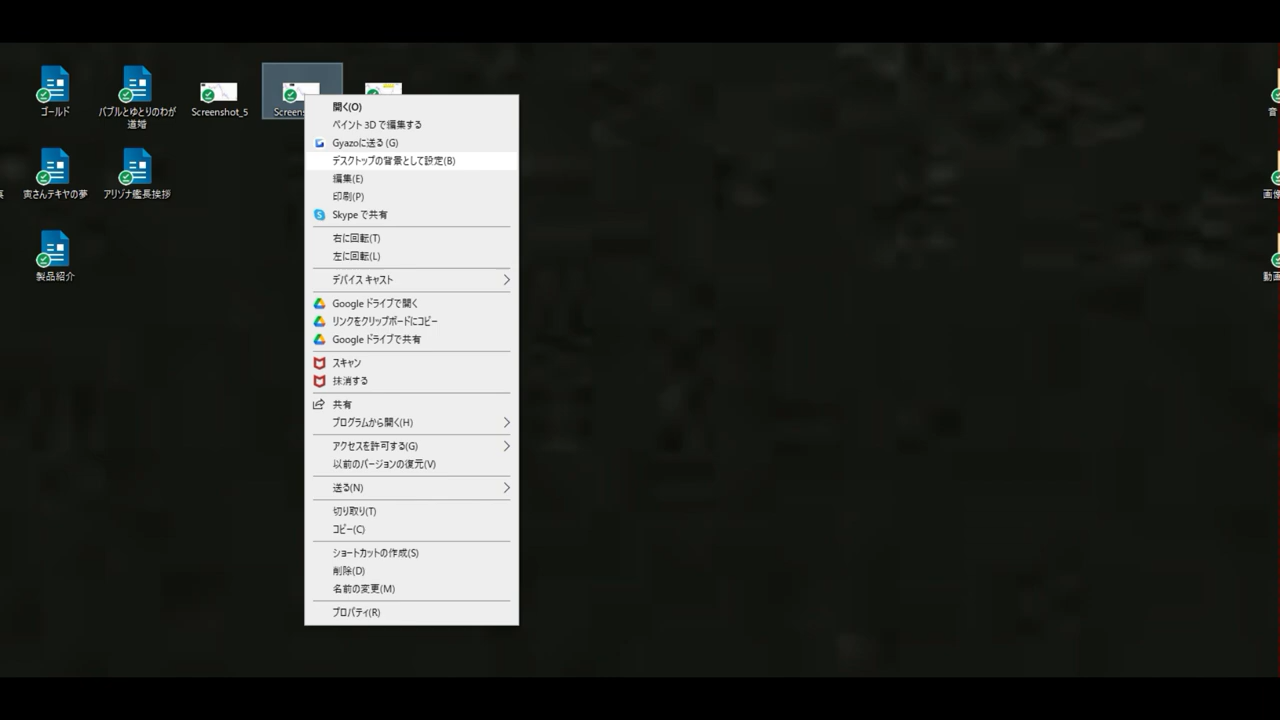 ゴールド
バブルとゆとりのわが
道場
Screenshot_5
Screen
寅さんテキヤの夢
アリゾナ艦長挨拶
製品紹介
開く(O)
ペイント 3D で編集する
Gyazoに送る (G)
デスクトップの背景として設定(B)
編集(E)
印刷(P)
Skype で共有
右に回転(T)
左に回転(L)
デバイス キャスト
Google ドライブで開く
リンクをクリップボードにコピー
Google ドライブで共有
スキャン
抹消する
共有
プログラムから開く(H)
アクセスを許可する(G)
以前のバージョンの復元(V)
送る(N)
切り取り(T)
コピー(C)
ショートカットの作成(S)
削除(D)
名前の変更(M)
プロパティ(R)
音
画像
動画